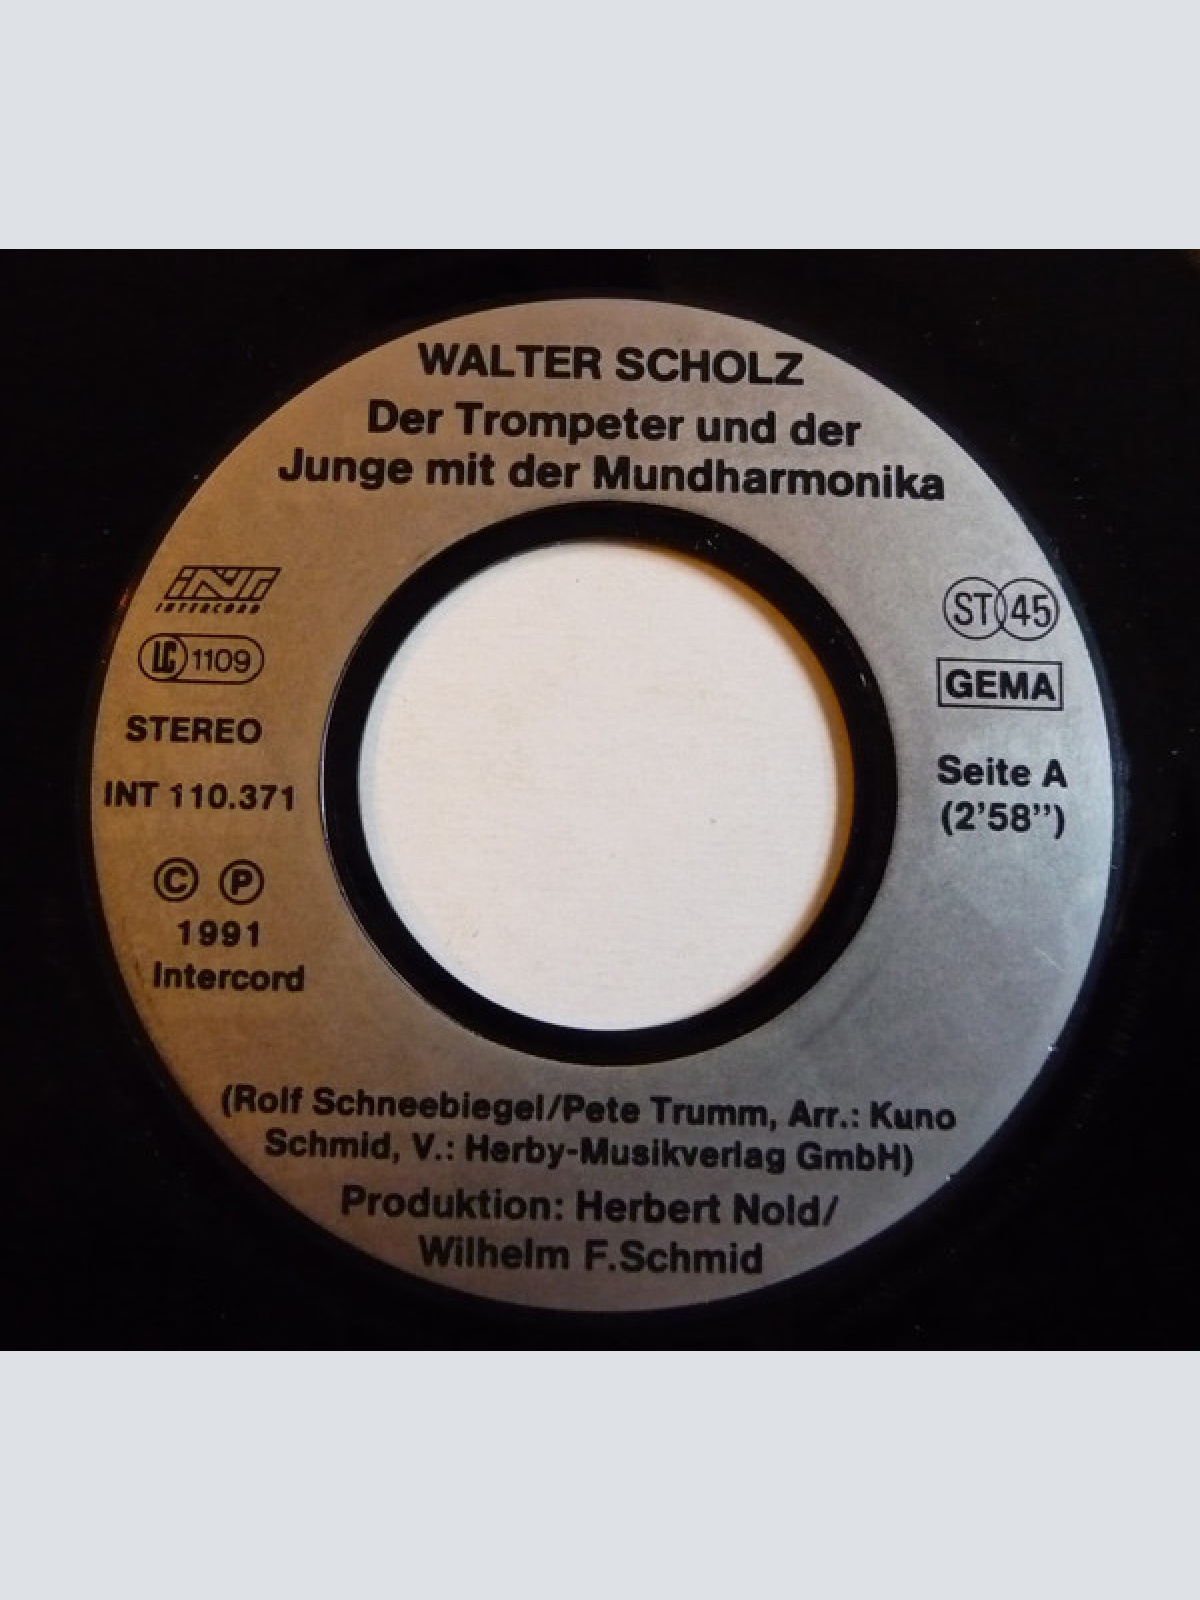 WALTER SCHOLZ
Der Trompeter und der
Junge mit der Mundharmonika
INT
INTERCORD
LC 1109
STEREO
INT 110.371
© ℗
1991
Intercord
ST 45
GEMA
Seite A
(2'58'')
(Rolf Schneebiegel/Pete Trumm, Arr.: Kuno
Schmid, V.: Herby-Musikverlag GmbH)
Produktion: Herbert Nold/
Wilhelm F.Schmid